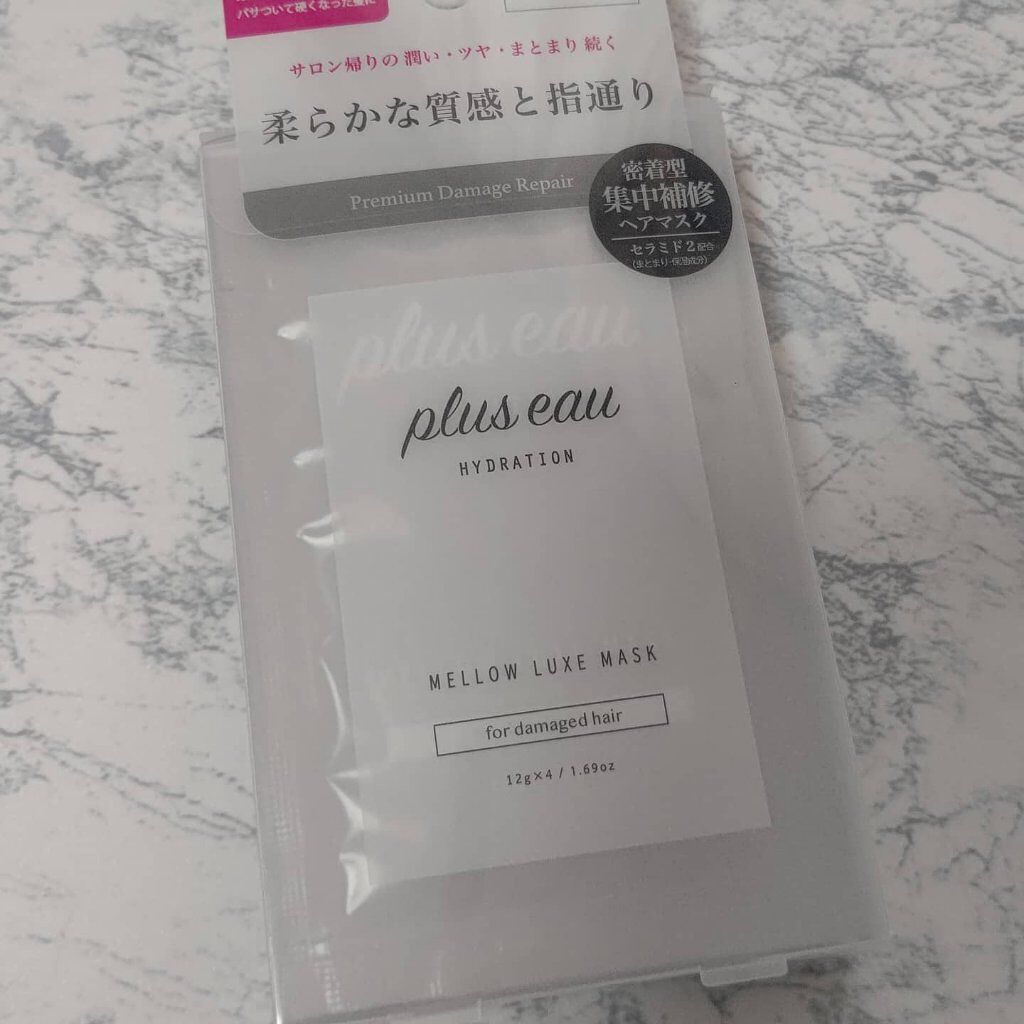 パサついて硬くなった髪に
サロン帰りの 潤い・ツヤ・まとまり 続く
柔らかな質感と指通り
Premium Damage Repair
密着型
集中補修
ヘアマスク
セラミド2配合
(まとまり・保湿成分)
plus eau
plus eau
HYDRATION
MELLOW LUXE MASK
for damaged hair
12g×4 / 1.69oz